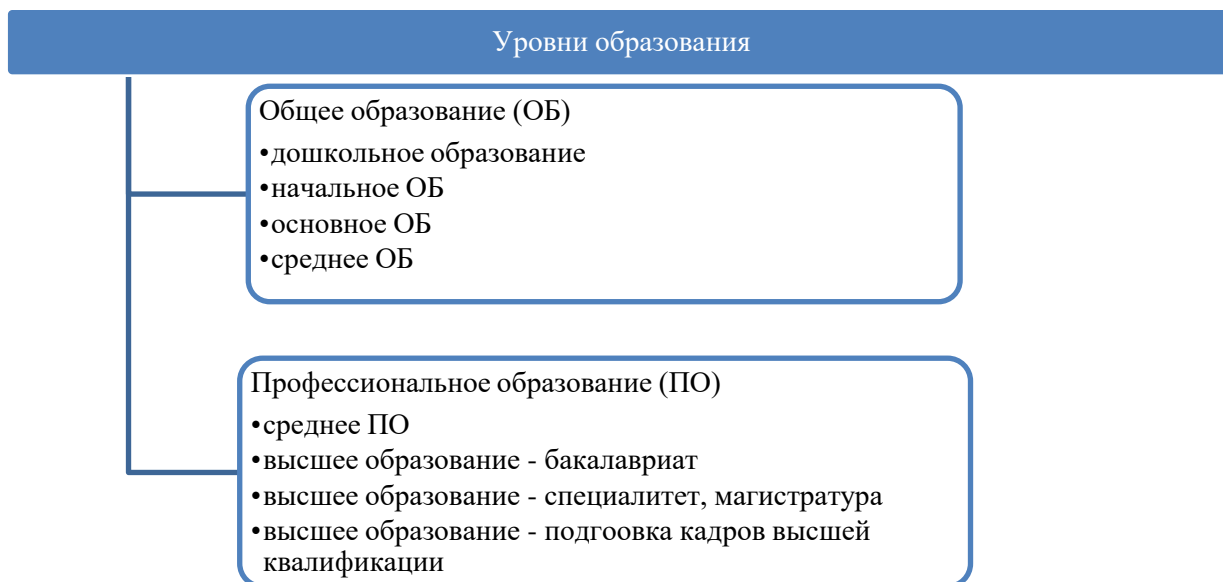 Уровни образования
Общее образование (ОБ)
•дошкольное образование
•начальное ОБ
•основное ОБ
•среднее ОБ
Профессиональное образование (ПО)
•среднее ПО
•высшее образование - бакалавриат
•высшее образование - специалитет, магистратура
•высшее образование - подгоовка кадров высшей
квалификации